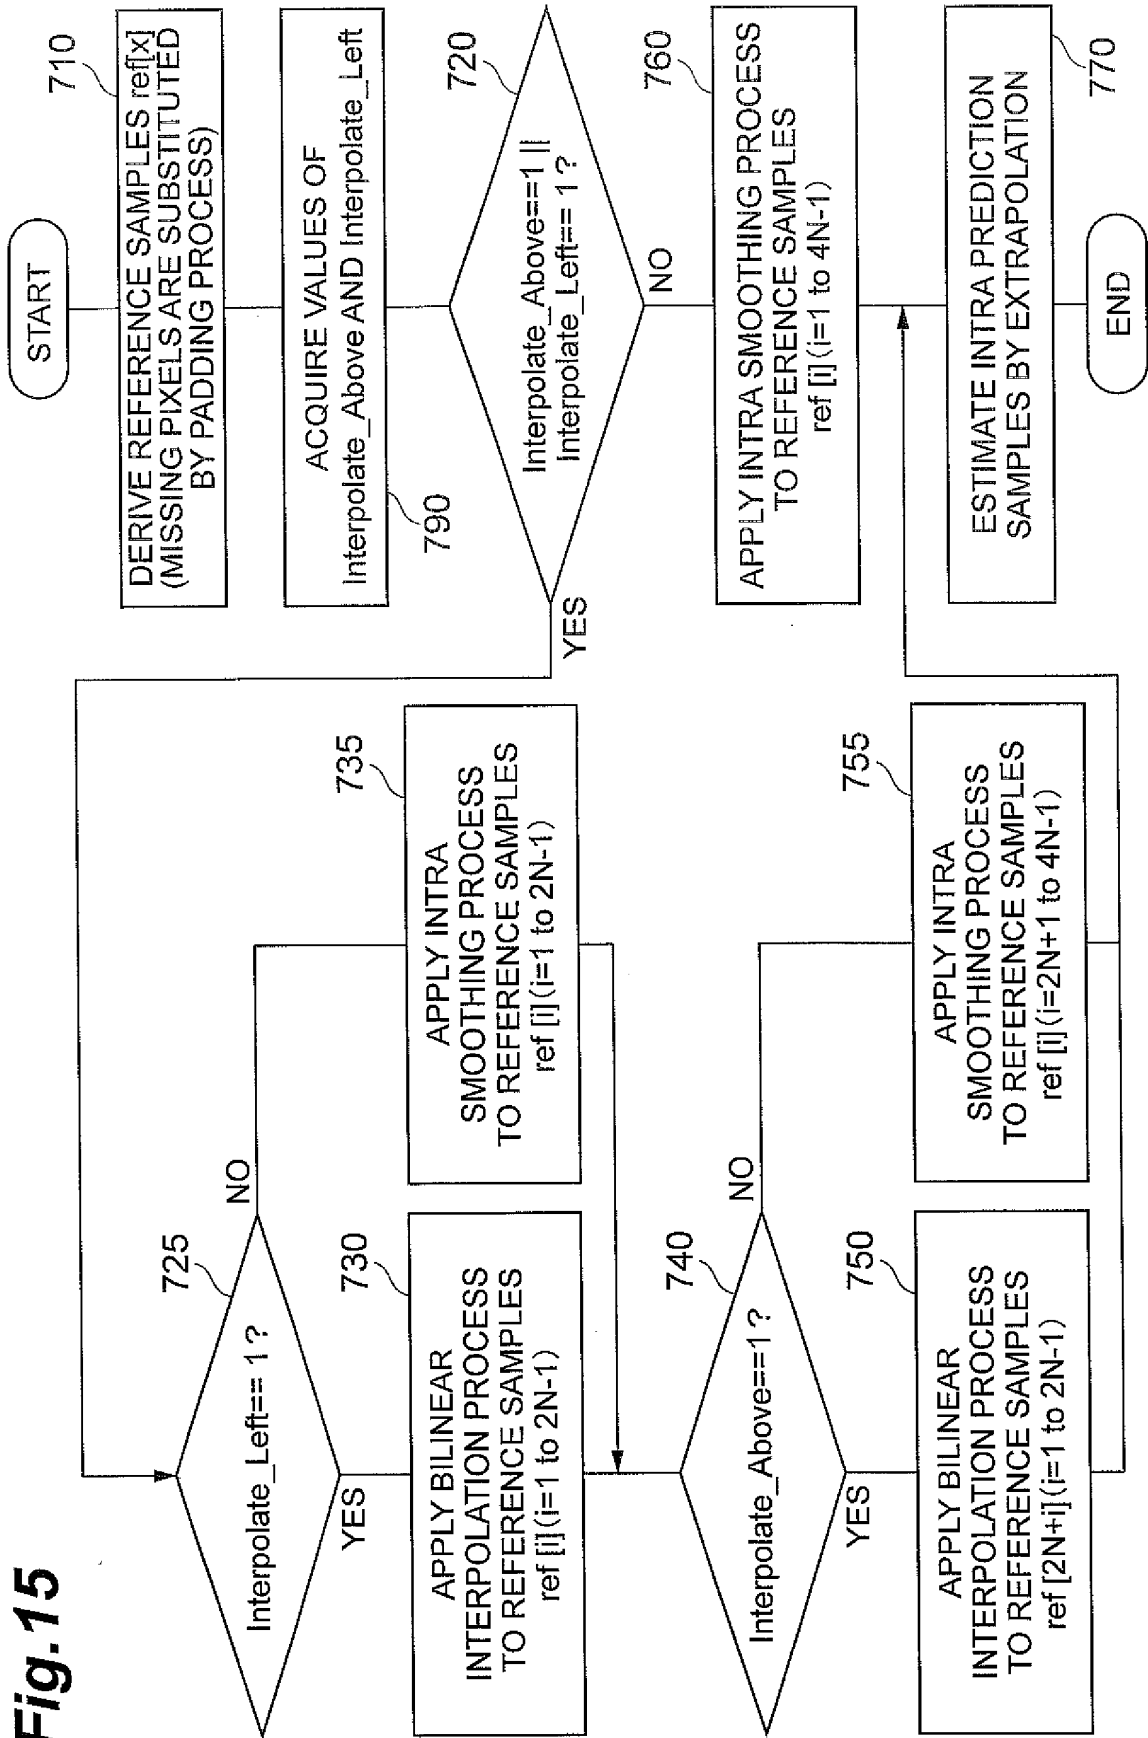 Fig.15
START
710
DERIVE REFERENCE SAMPLES ref[x]
(MISSING PIXELS ARE SUBSTITUTED
BY PADDING PROCESS)
ACQUIRE VALUES OF
Interpolate_Above AND Interpolate_Left
790
720
Interpolate_Above==1 ||
Interpolate_Left== 1 ?
YES
NO
725
Interpolate_Left== 1 ?
NO
YES
730
APPLY BILINEAR
INTERPOLATION PROCESS
TO REFERENCE SAMPLES
ref [i](i=1 to 2N-1)
735
APPLY INTRA
SMOOTHING PROCESS
TO REFERENCE SAMPLES
ref [i](i=1 to 2N-1)
740
Interpolate_Above==1 ?
NO
YES
750
APPLY BILINEAR
INTERPOLATION PROCESS
TO REFERENCE SAMPLES
ref [2N+i](i=1 to 2N-1)
755
APPLY INTRA
SMOOTHING PROCESS
TO REFERENCE SAMPLES
ref [i](i=2N+1 to 4N-1)
760
APPLY INTRA SMOOTHING PROCESS
TO REFERENCE SAMPLES
ref [i](i=1 to 4N-1)
ESTIMATE INTRA PREDICTION
SAMPLES BY EXTRAPOLATION
770
END